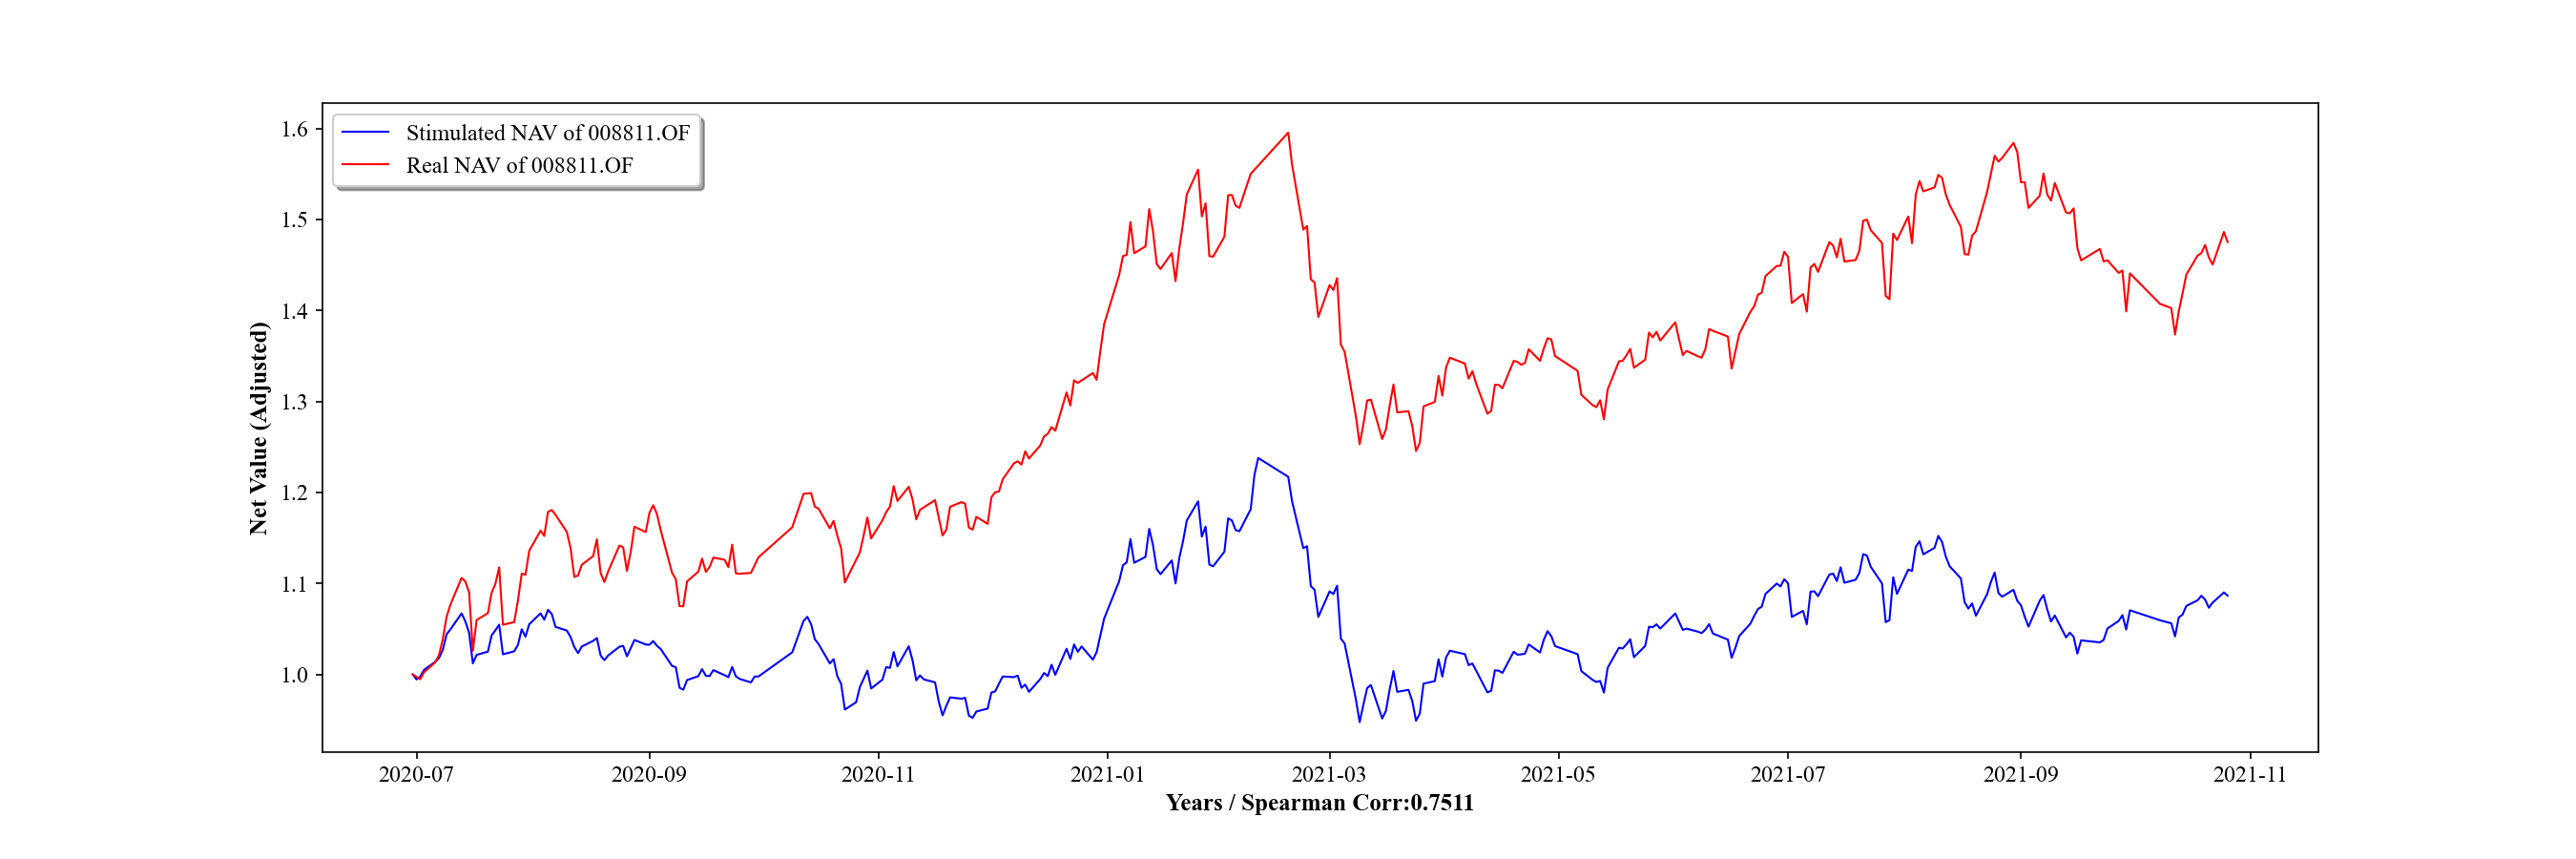 Stimulated NAV of 008811.OF
Real NAV of 008811.OF
Net Value (Adjusted)
1.6
1.5
1.4
1.3
1.2
1.1
1.0
2020-07 2020-09 2020-11 2021-01 2021-03 2021-05 2021-07 2021-09 2021-11
Years / Spearman Corr:0.7511